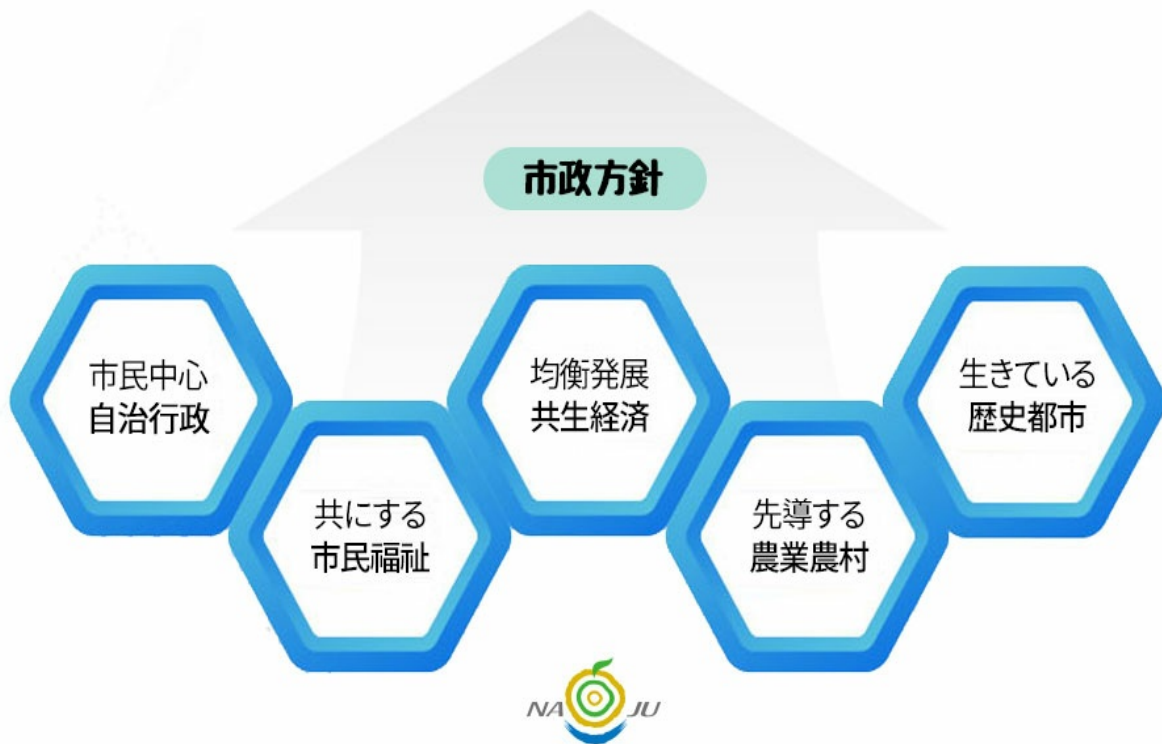 市政方針
市民中心
自治行政
共にする
市民福祉
均衡発展
共生経済
先導する
農業農村
生きている
歴史都市
NAJU